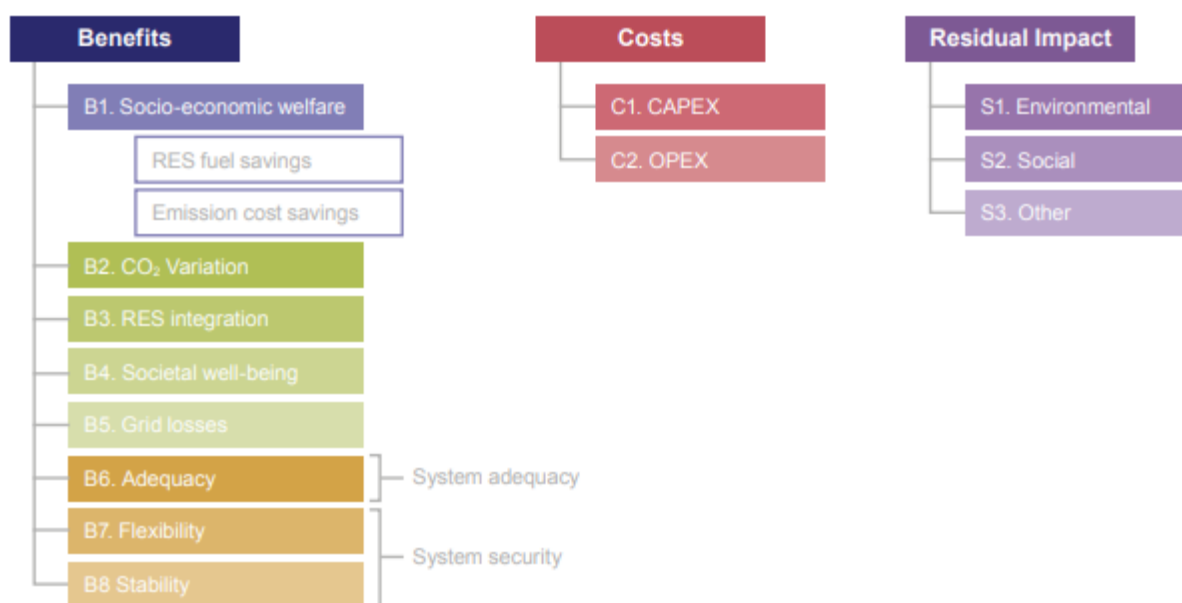 Benefits
B1. Socio-economic welfare
RES fuel savings
Emission cost savings
B2. CO₂ Variation
B3. RES integration
B4. Societal well-being
B5. Grid losses
B6. Adequacy
System adequacy
B7. Flexibility
System security
B8 Stability
Costs
C1. CAPEX
C2. OPEX
Residual Impact
S1. Environmental
S2. Social
S3. Other